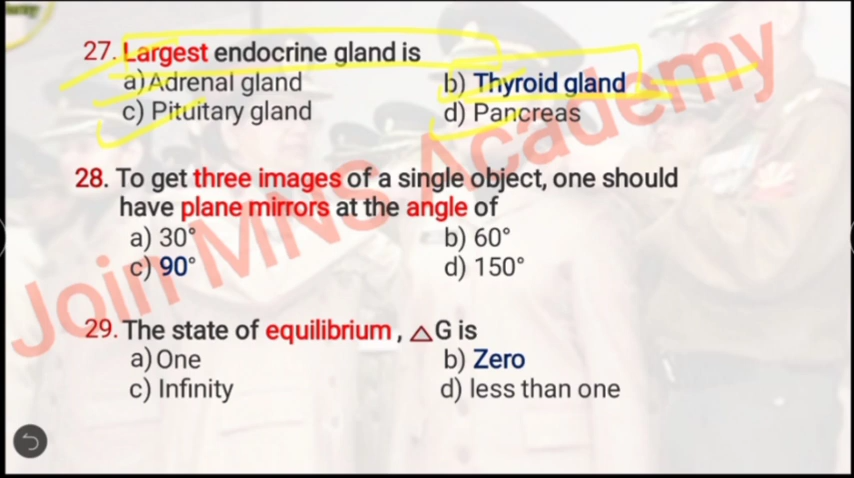 27. Largest endocrine gland is
a) Adrenal gland b) Thyroid gland
c) Pituitary gland d) Pancreas
28. To get three images of a single object, one should
have plane mirrors at the angle of
a) 30° b) 60°
c) 90° d) 150°
29. The state of equilibrium, △G is
a) One b) Zero
c) Infinity d) less than one
Join MNS Academy